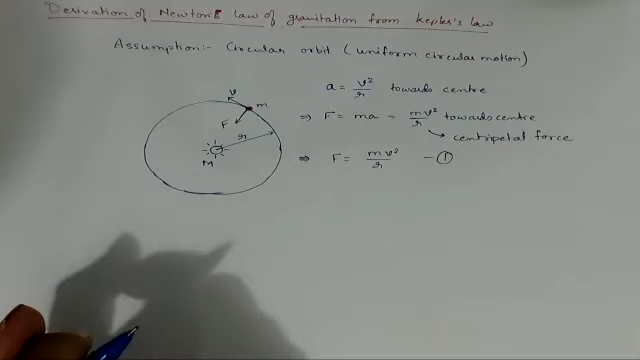 Derivation of Newton's law of gravitation from Kepler's law
Assumption:- Circular orbit (uniform circular motion)
a = v²/r towards centre
⇒ F = ma = mv²/r towards centre
→ centripetal force
⇒ F = mv²/r - ①
v
m
F
r
M